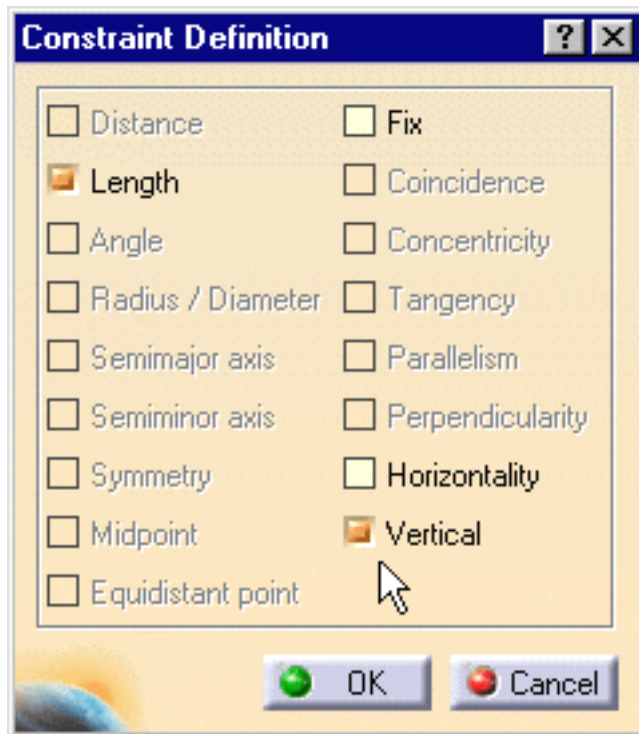 Constraint Definition
Distance
Length
Angle
Radius / Diameter
Semimajor axis
Semiminor axis
Symmetry
Midpoint
Equidistant point
Fix
Coincidence
Concentricity
Tangency
Parallelism
Perpendicularity
Horizontality
Vertical
OK
Cancel